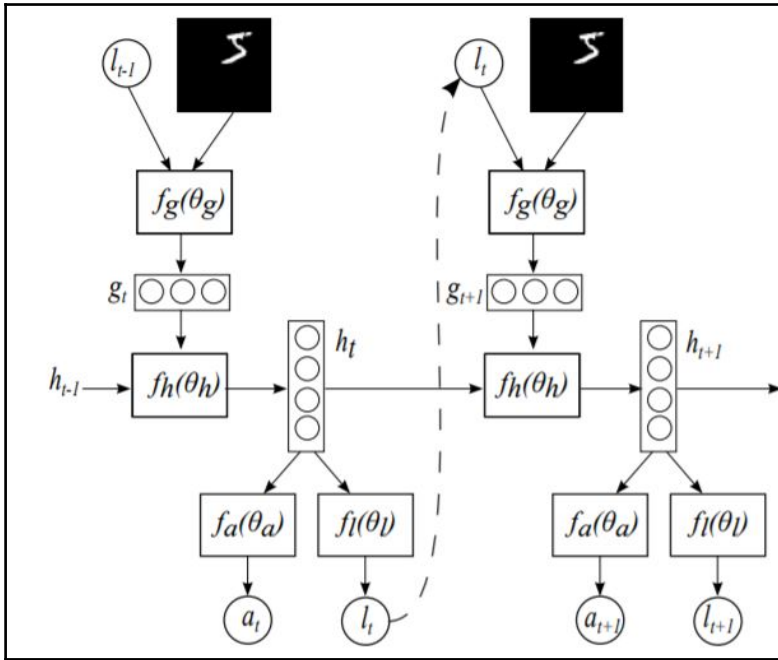 l_{t-1} l_t
f_g(θ_g) f_g(θ_g)
g_t g_{t+1}
h_t h_{t+1}
h_{t-1} f_h(θ_h) f_h(θ_h)
f_a(θ_a) f_l(θ_l) f_a(θ_a) f_l(θ_l)
a_t l_t a_{t+1} l_{t+1}